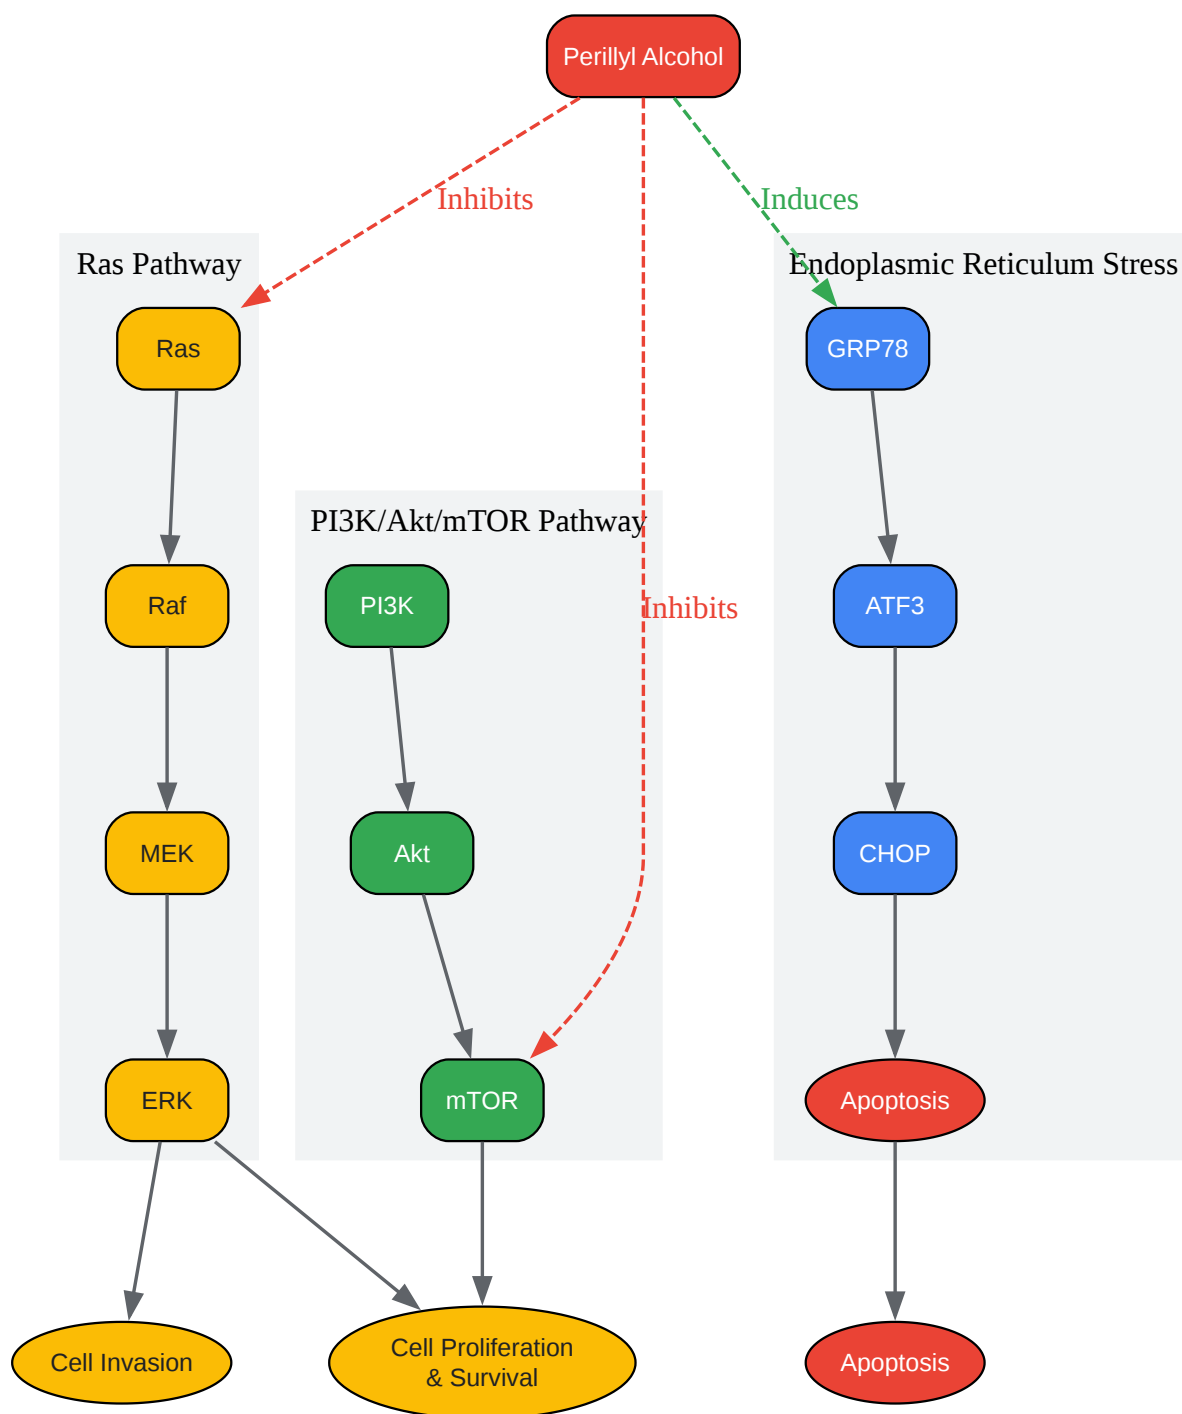 Perillyl Alcohol
Inhibits
Induces
Ras Pathway
Endoplasmic Reticulum Stress
Ras
GRP78
PI3K/Akt/mTOR Pathway
Raf
PI3K
Inhibits
ATF3
MEK
Akt
CHOP
ERK
mTOR
Apoptosis
Cell Invasion
Cell Proliferation
& Survival
Apoptosis